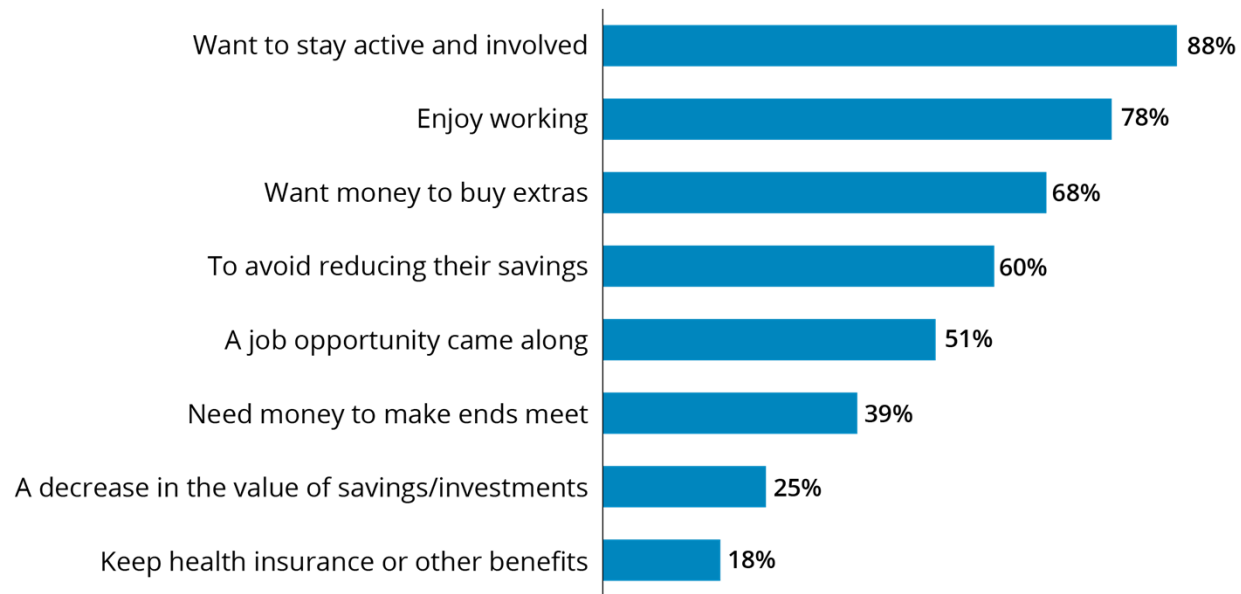 Want to stay active and involved 88%
Enjoy working 78%
Want money to buy extras 68%
To avoid reducing their savings 60%
A job opportunity came along 51%
Need money to make ends meet 39%
A decrease in the value of savings/investments 25%
Keep health insurance or other benefits 18%